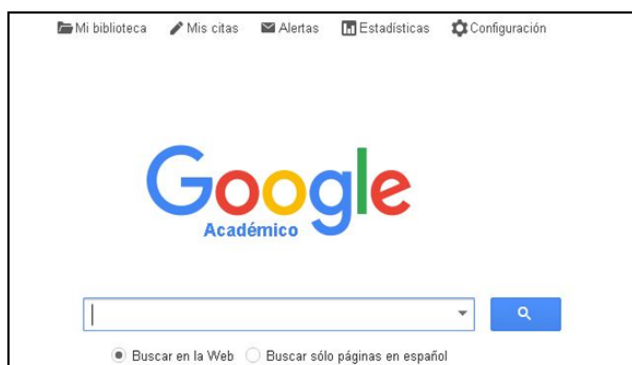 Mi biblioteca Mis citas Alertas Estadísticas Configuración
Google
Académico
Buscar en la Web Buscar sólo páginas en español